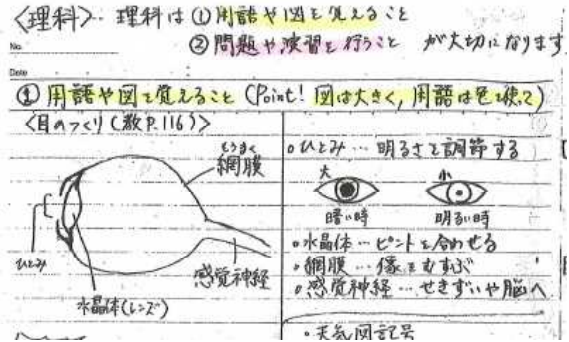 〈理科〉‥ 理科は ①用語や図を覚えること
②問題や演習を行うこと が大切になります
No.
Date
① 用語や図を覚えること (Point! 図は大きく, 用語は色を使って)
〈目のつくり(教P.116)〉
もうまく
網膜
ひとみ
水晶体(レンズ)
感覚神経
○ひとみ… 明るさを調節する
大 小
暗い時 明るい時
○水晶体… ピントを合わせる
○網膜… 像をむすぶ
○感覚神経… せきずいや脳へ
・天気図記号